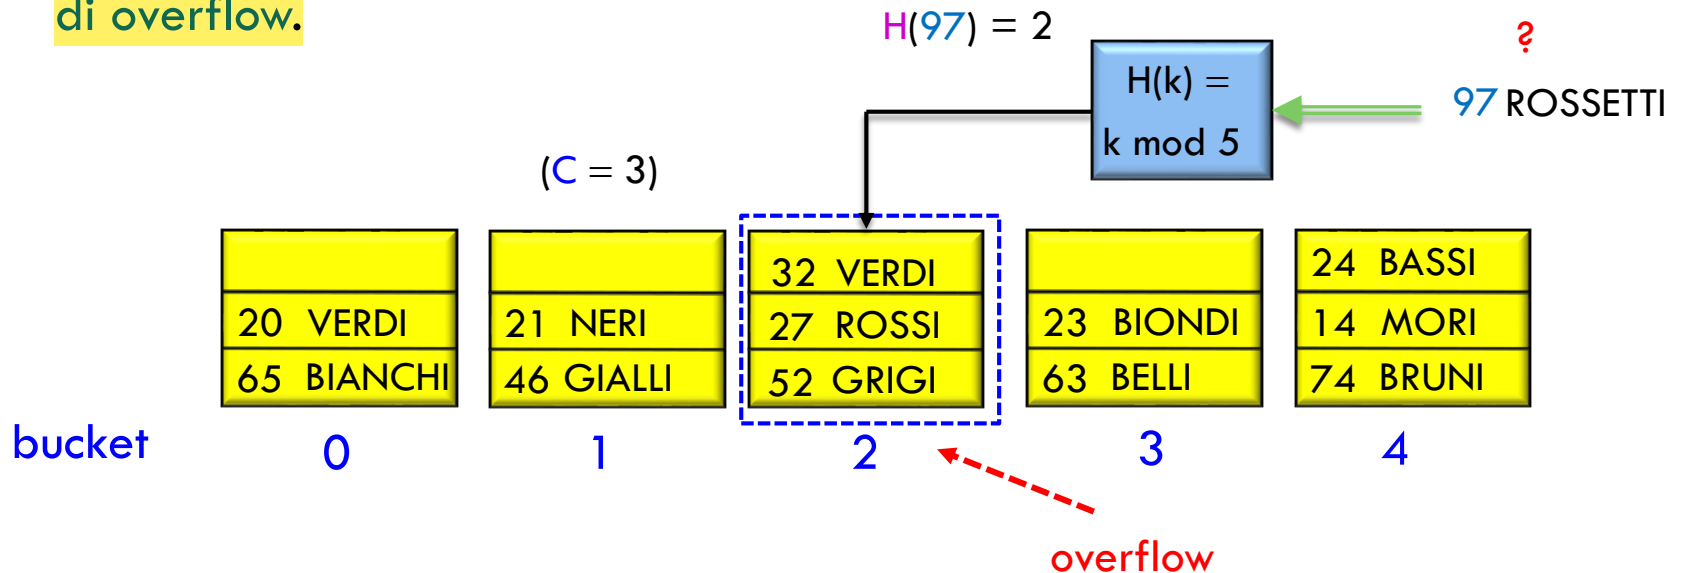 di overflow.
H(97) = 2
?
H(k) =
k mod 5
97 ROSSETTI
(C = 3)
20 VERDI
65 BIANCHI
21 NERI
46 GIALLI
32 VERDI
27 ROSSI
52 GRIGI
23 BIONDI
63 BELLI
24 BASSI
14 MORI
74 BRUNI
bucket 0 1 2 3 4
overflow